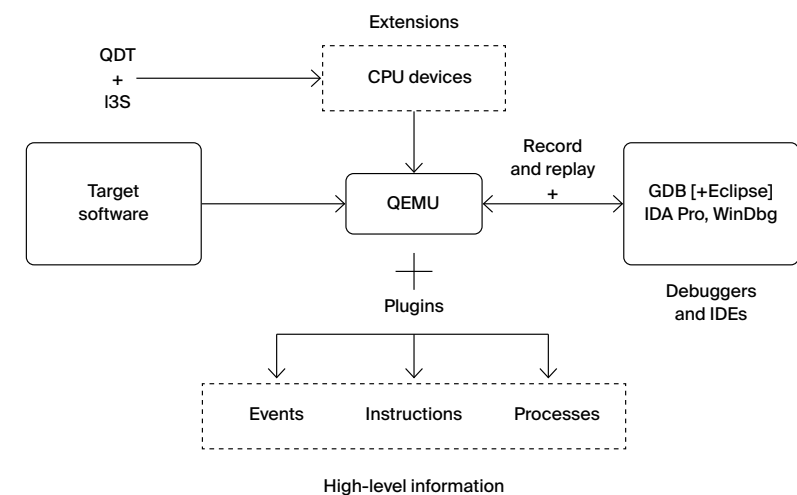 Extensions
QDT
+
I3S
CPU devices
Target
software
QEMU
Record
and replay
+
GDB [+Eclipse]
IDA Pro, WinDbg
Debuggers
and IDEs
Plugins
Events
Instructions
Processes
High-level information